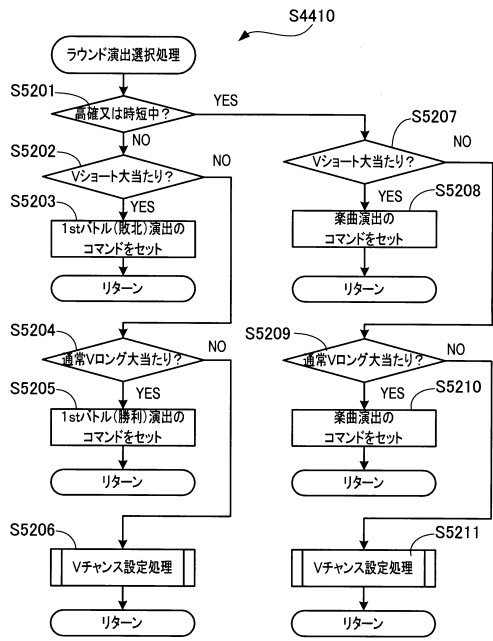 S4410
ラウンド演出選択処理
S5201
高確又は時短中？
YES
NO
S5202
Vショート大当たり？
NO
YES
S5203
1stバトル(敗北)演出の
コマンドをセット
リターン
S5204
通常Vロング大当たり？
NO
YES
S5205
1stバトル(勝利)演出の
コマンドをセット
リターン
S5206
Vチャンス設定処理
リターン
S5207
Vショート大当たり？
NO
YES
S5208
楽曲演出の
コマンドをセット
リターン
S5209
通常Vロング大当たり？
NO
YES
S5210
楽曲演出の
コマンドをセット
リターン
S5211
Vチャンス設定処理
リターン